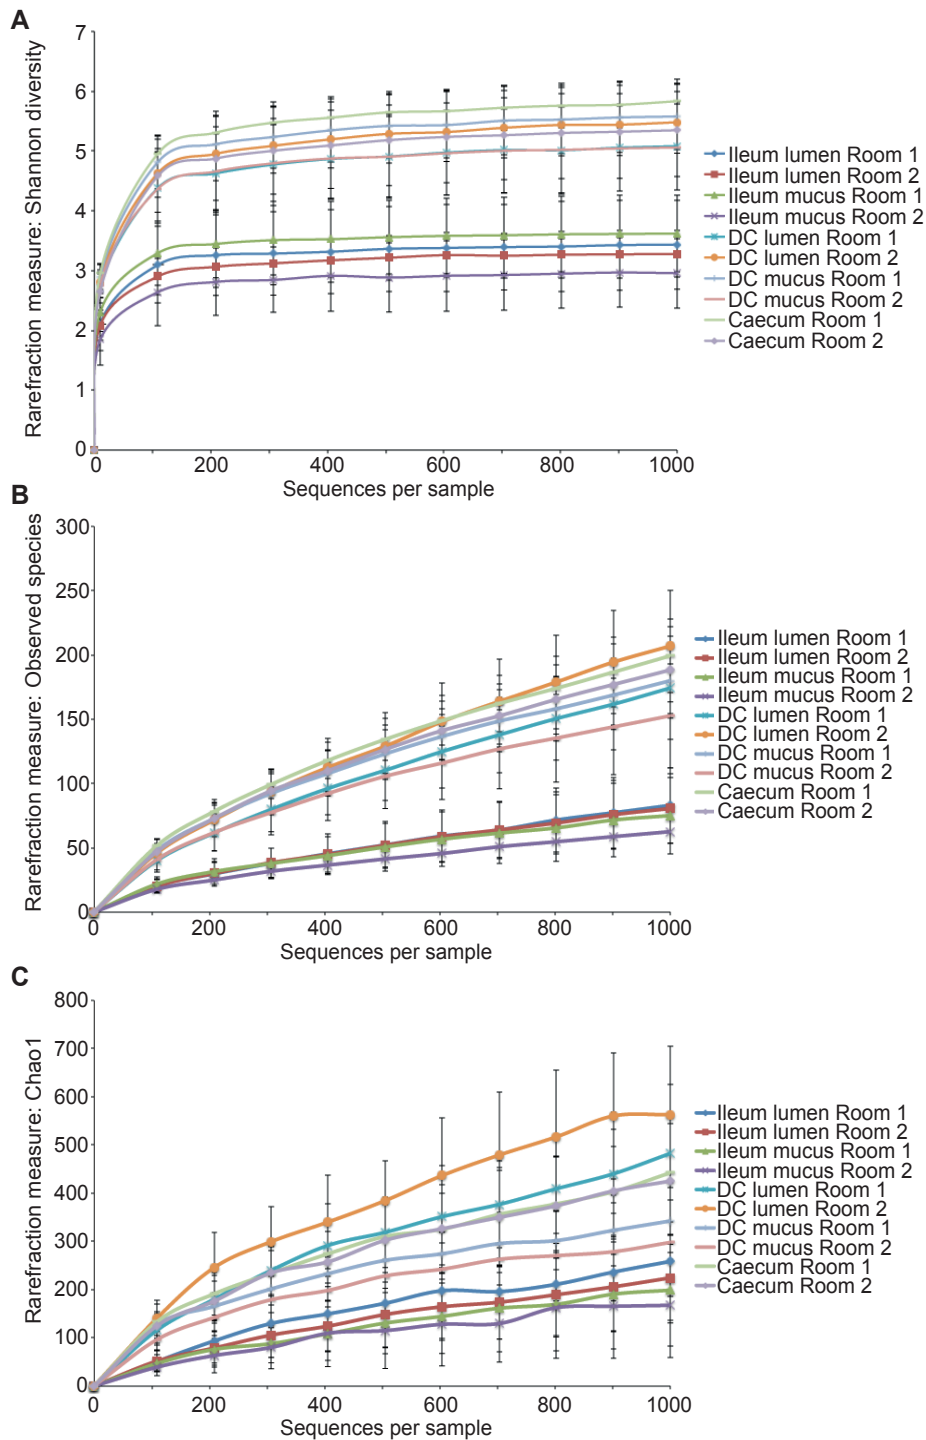 A
Rarefraction measure: Shannon diversity
7
6
5
4
3
2
1
0
0 200 400 600 800 1000
Sequences per sample
Ileum lumen Room 1
Ileum lumen Room 2
Ileum mucus Room 1
Ileum mucus Room 2
DC lumen Room 1
DC lumen Room 2
DC mucus Room 1
DC mucus Room 2
Caecum Room 1
Caecum Room 2
B
Rarefraction measure: Observed species
300
250
200
150
100
50
0
0 200 400 600 800 1000
Sequences per sample
Ileum lumen Room 1
Ileum lumen Room 2
Ileum mucus Room 1
Ileum mucus Room 2
DC lumen Room 1
DC lumen Room 2
DC mucus Room 1
DC mucus Room 2
Caecum Room 1
Caecum Room 2
C
Rarefraction measure: Chao1
800
700
600
500
400
300
200
100
0
0 200 400 600 800 1000
Sequences per sample
Ileum lumen Room 1
Ileum lumen Room 2
Ileum mucus Room 1
Ileum mucus Room 2
DC lumen Room 1
DC lumen Room 2
DC mucus Room 1
DC mucus Room 2
Caecum Room 1
Caecum Room 2